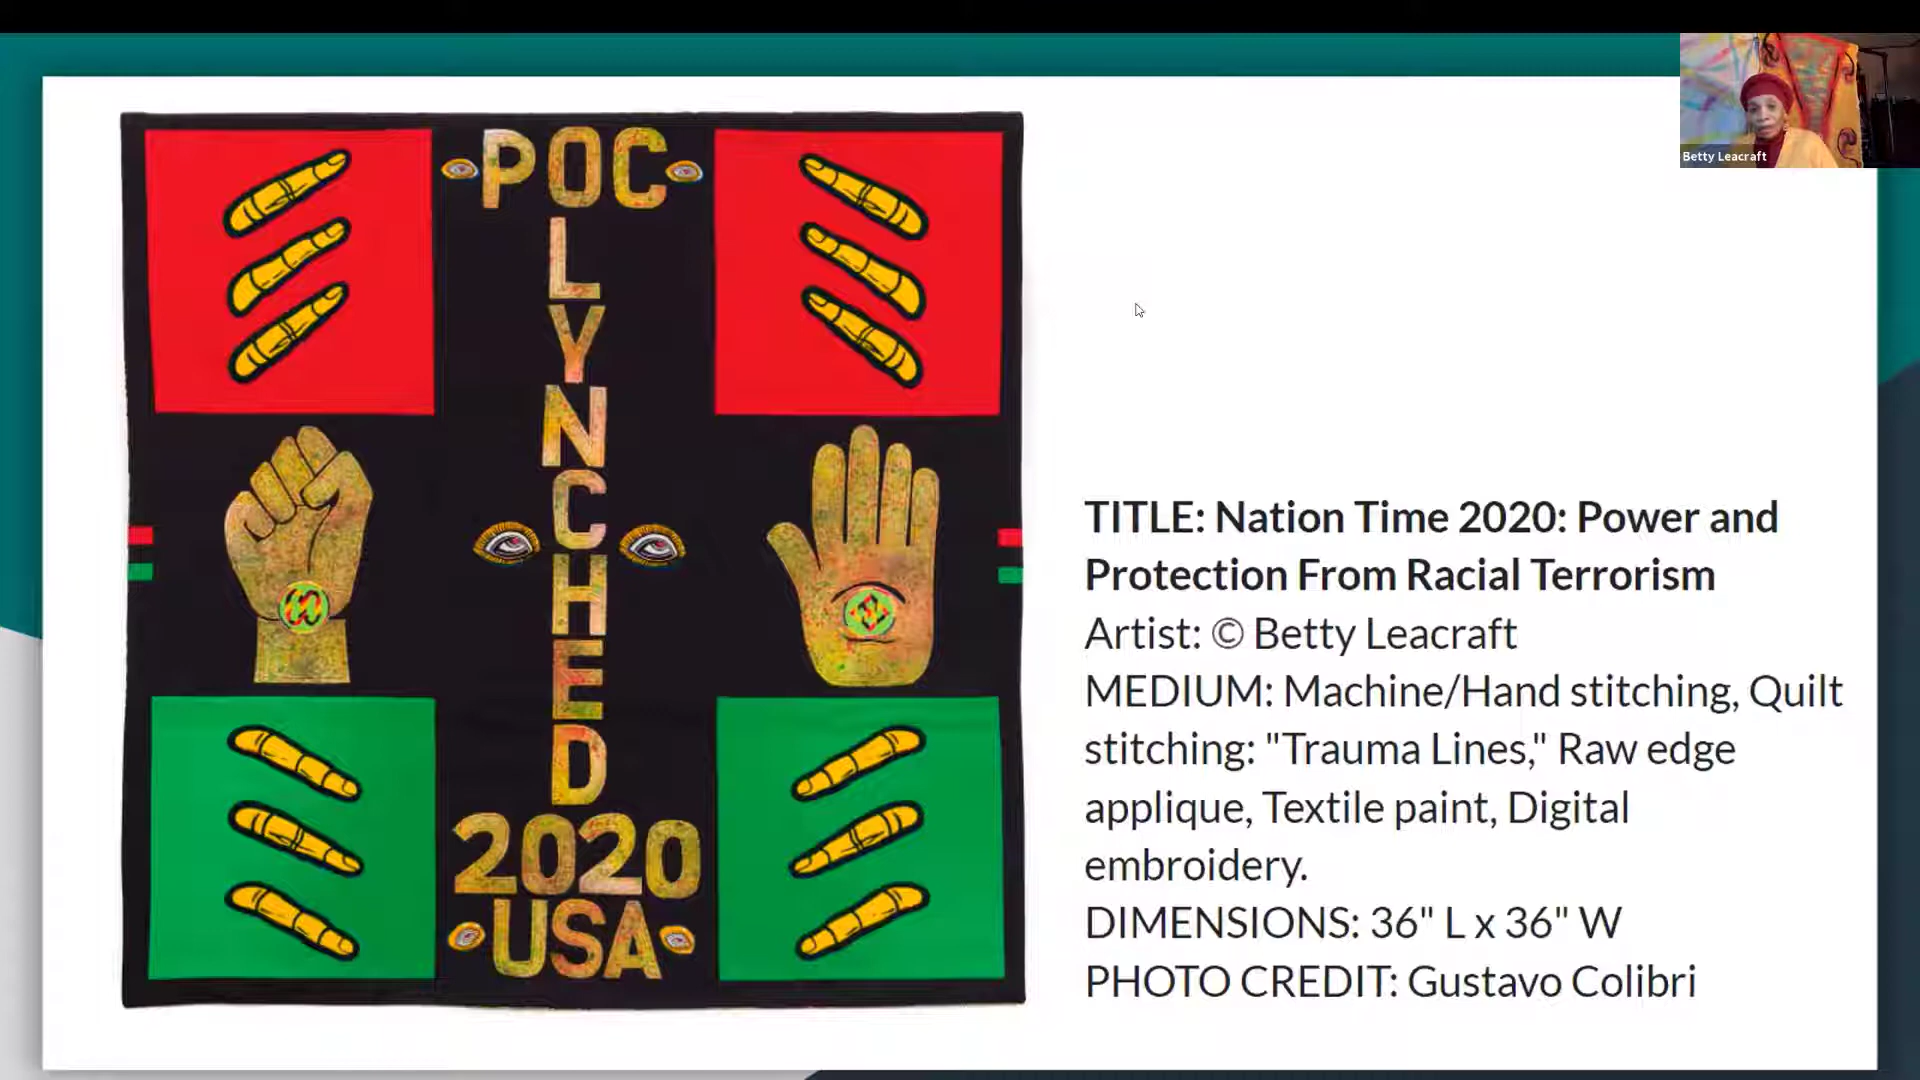 POC
LYNCHED
2020
USA
Betty Leacraft
TITLE: Nation Time 2020: Power and
Protection From Racial Terrorism
Artist: © Betty Leacraft
MEDIUM: Machine/Hand stitching, Quilt
stitching: "Trauma Lines," Raw edge
applique, Textile paint, Digital
embroidery.
DIMENSIONS: 36" L x 36" W
PHOTO CREDIT: Gustavo Colibri